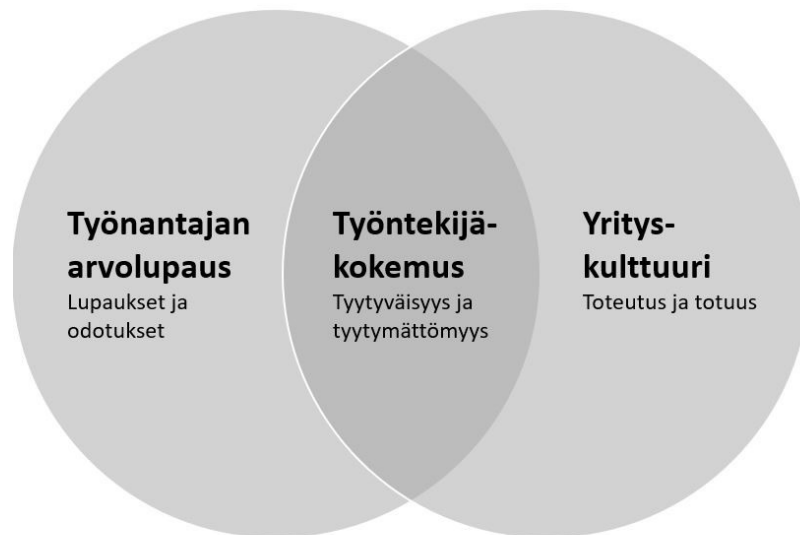 Työnantajan
arvolupaus
Lupaukset ja
odotukset
Työntekijä-
kokemus
Tyytyväisyys ja
tyytymättömyys
Yritys-
kulttuuri
Toteutus ja totuus